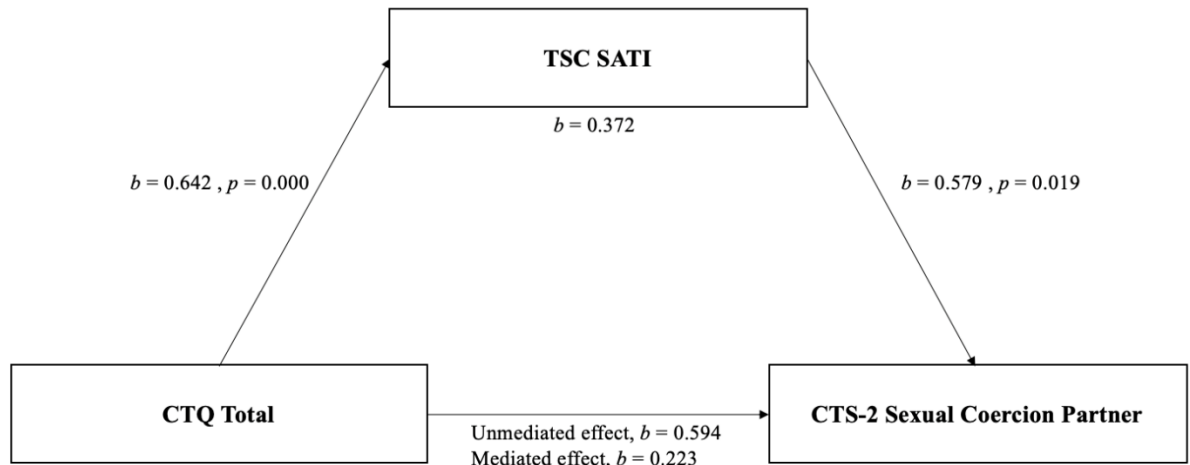 TSC SATI
b = 0.372
b = 0.642 , p = 0.000
b = 0.579 , p = 0.019
CTQ Total
CTS-2 Sexual Coercion Partner
Unmediated effect, b = 0.594
Mediated effect, b = 0.223